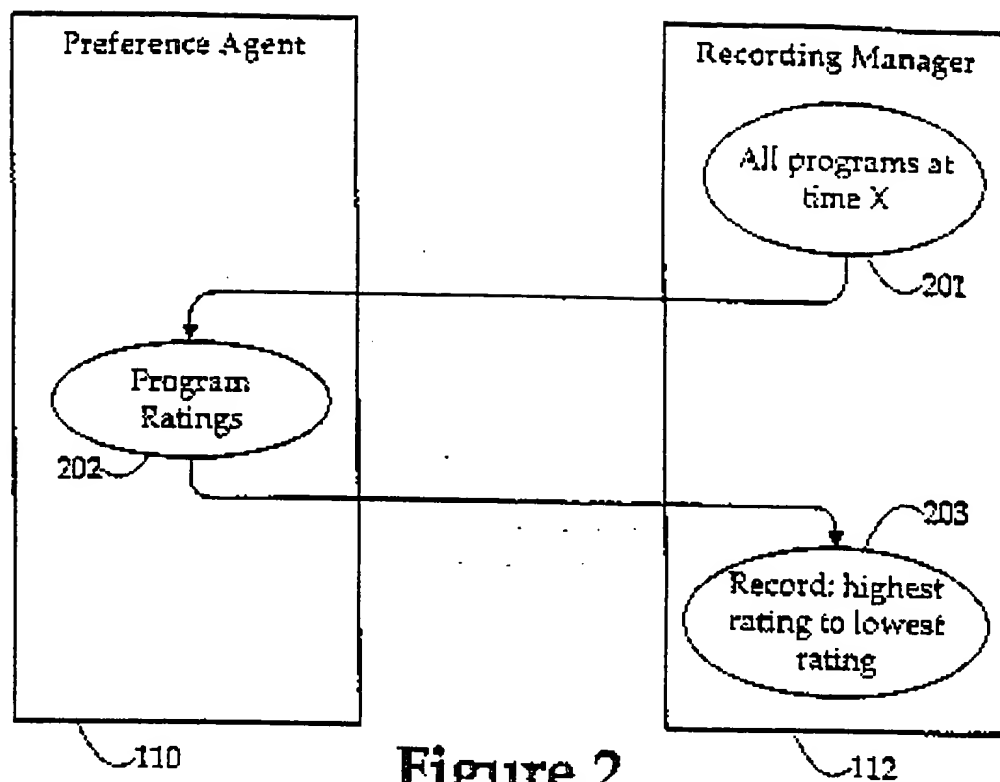 Preference Agent
Recording Manager
All programs at
time X
201
Program
Ratings
202
203
Record: highest
rating to lowest
rating
110
112
Figure 2